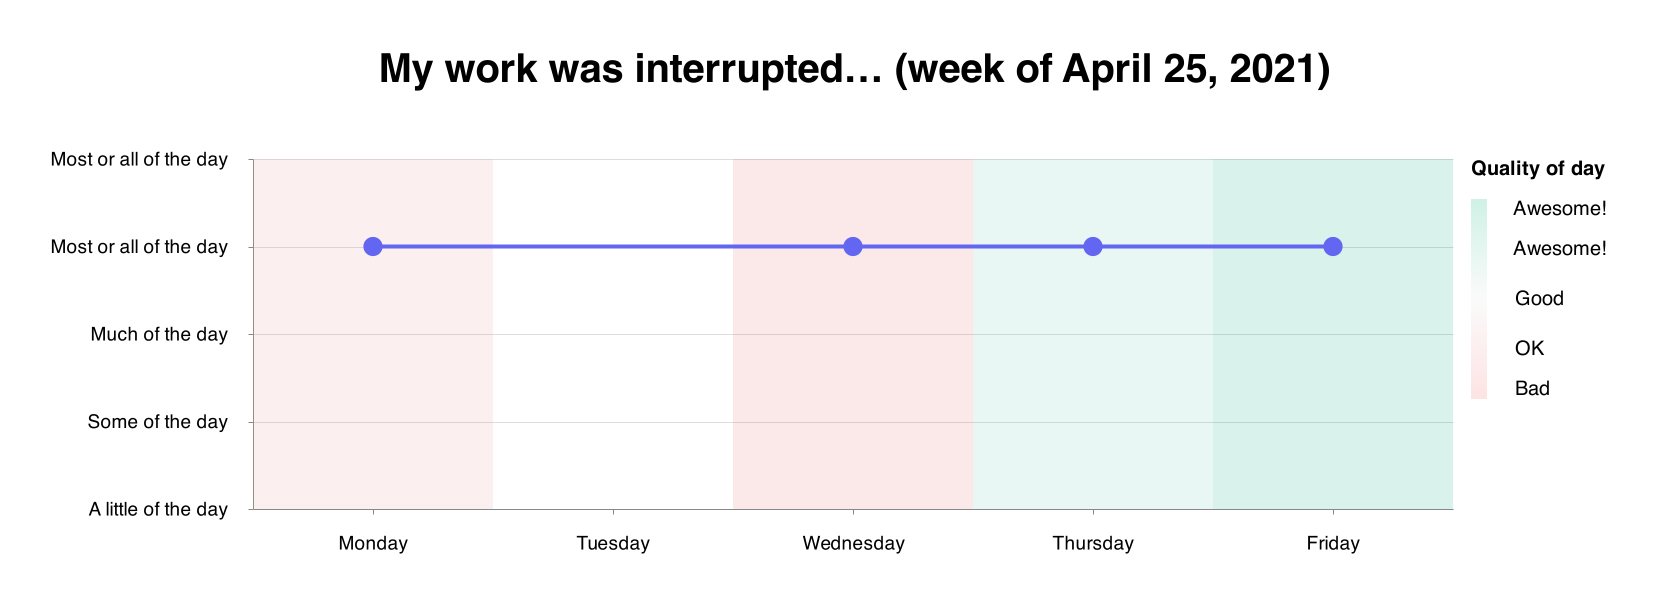 My work was interrupted… (week of April 25, 2021)
Most or all of the day
Most or all of the day
Much of the day
Some of the day
A little of the day
Monday
Tuesday
Wednesday
Thursday
Friday
Quality of day
Awesome!
Awesome!
Good
OK
Bad